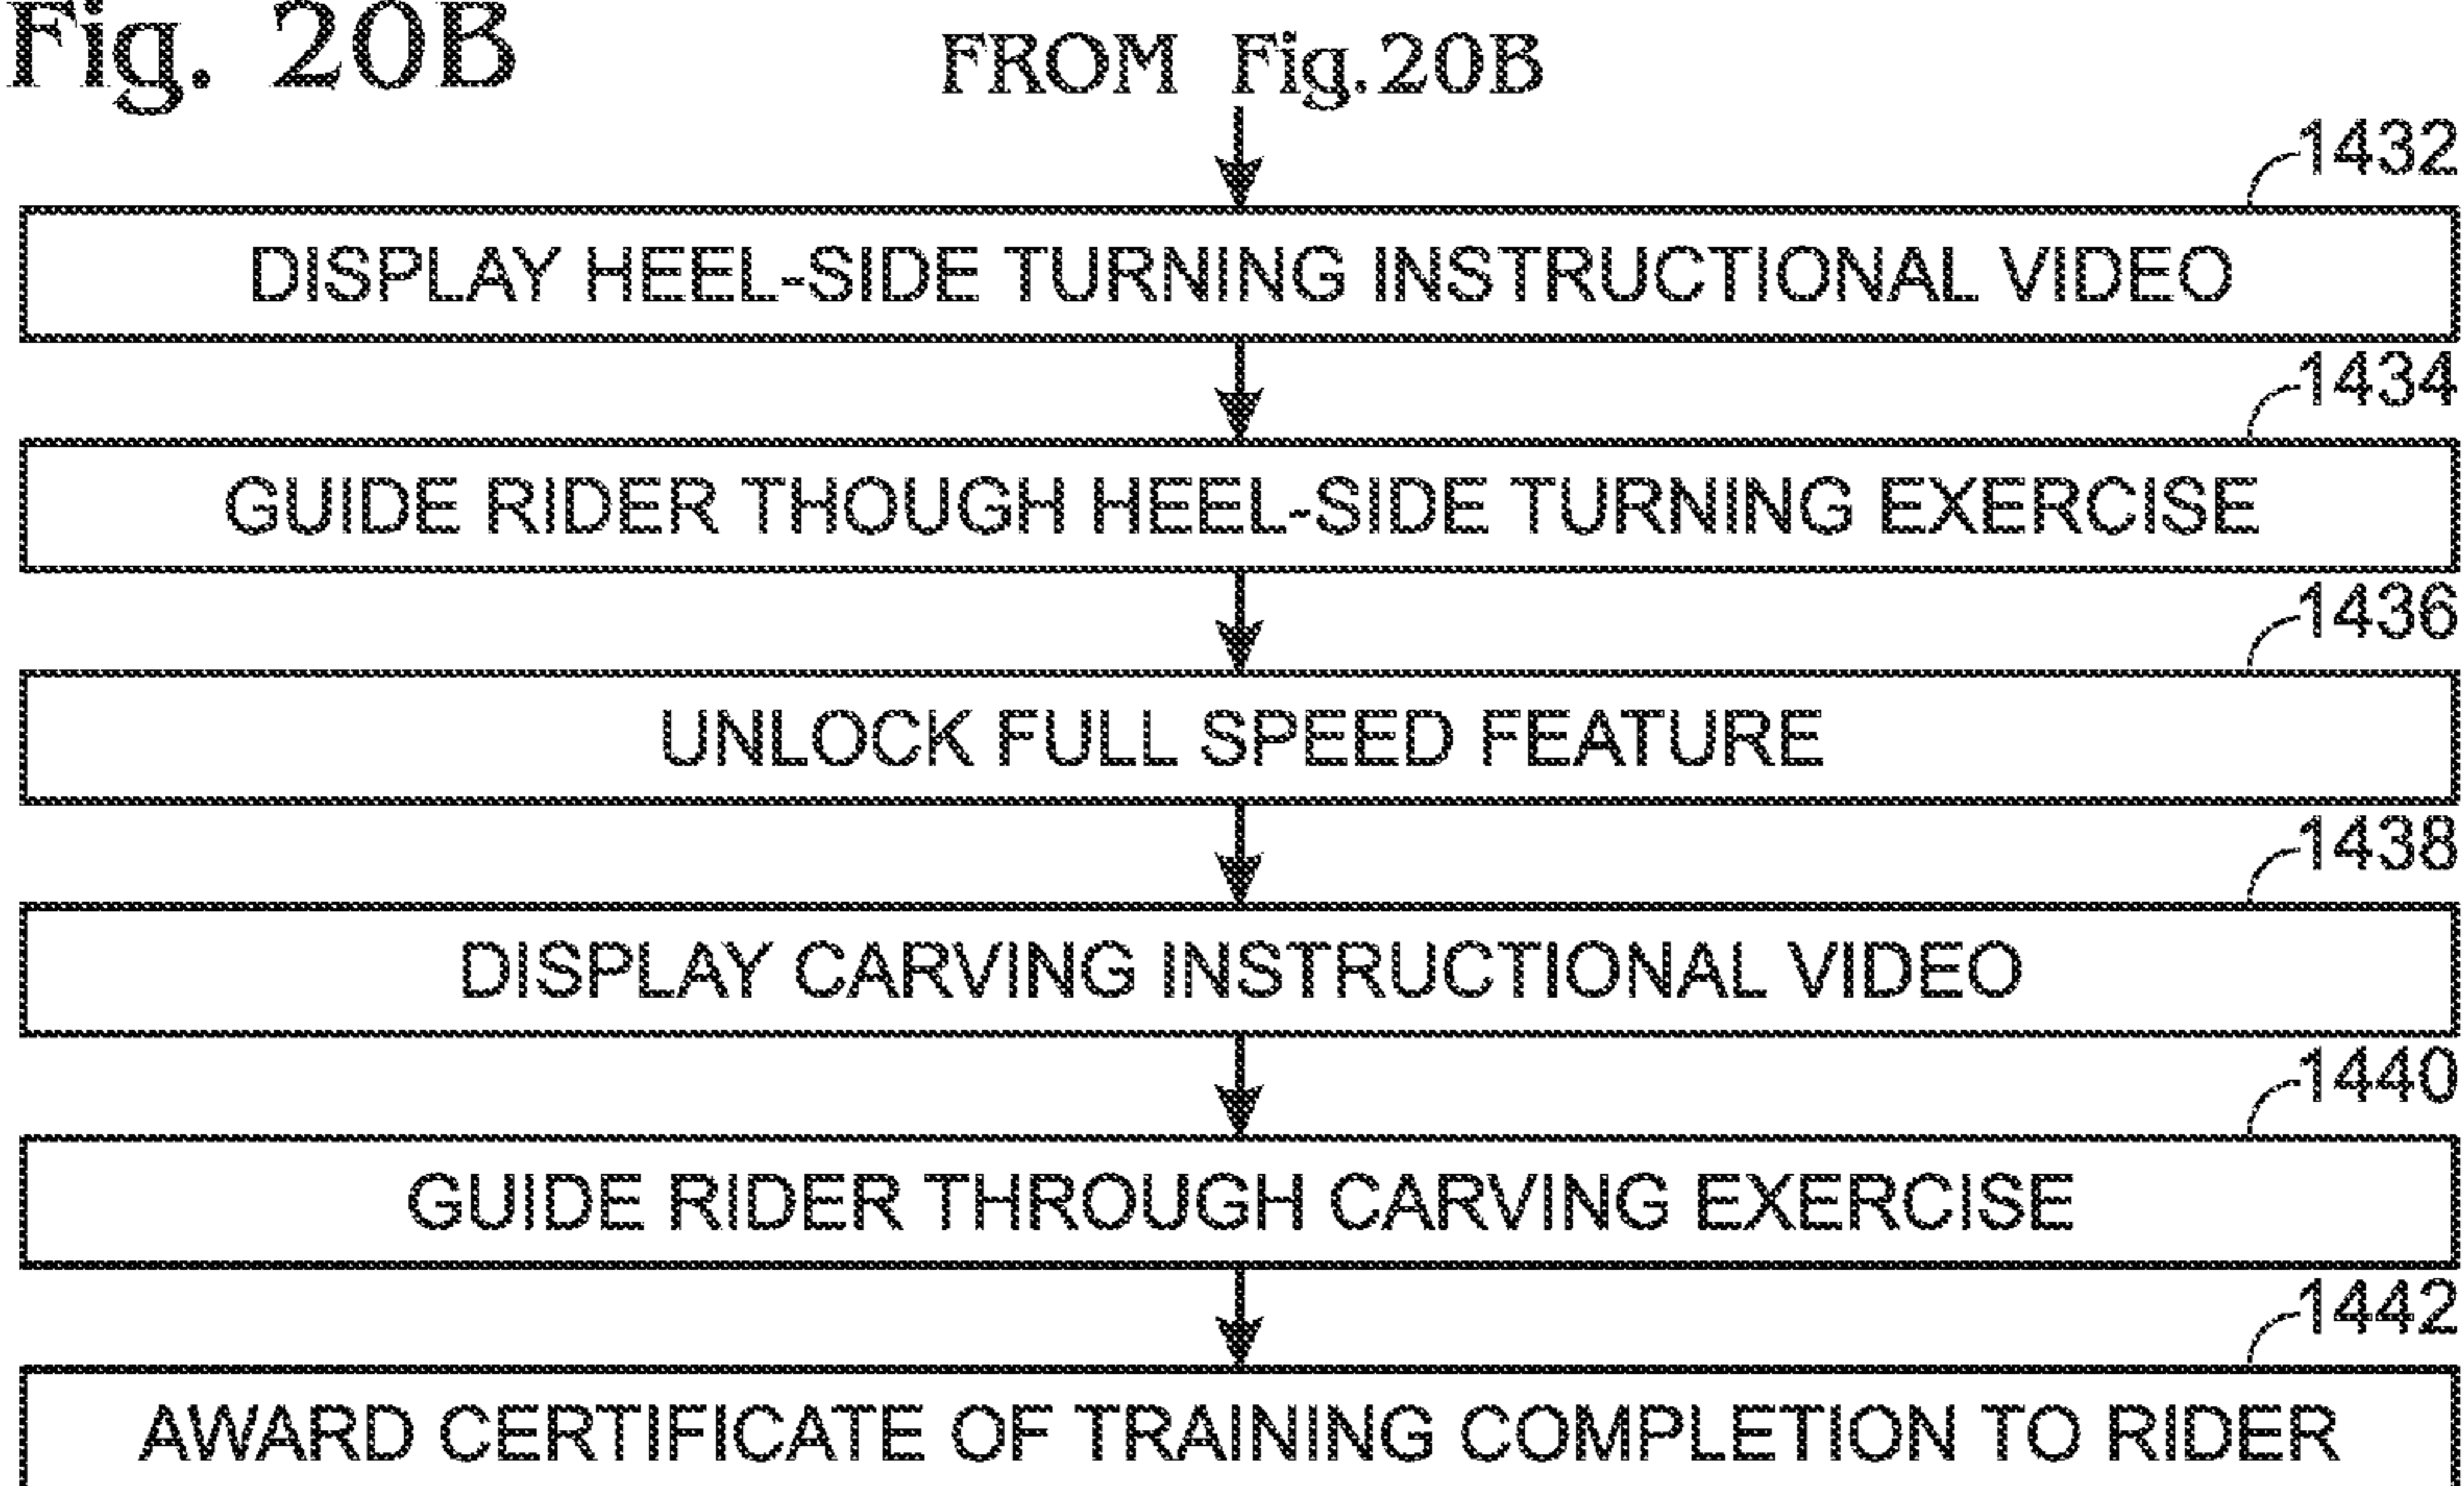 Fig. 20B
FROM Fig.20B
1432
DISPLAY HEEL-SIDE TURNING INSTRUCTIONAL VIDEO
1434
GUIDE RIDER THOUGH HEEL-SIDE TURNING EXERCISE
1436
UNLOCK FULL SPEED FEATURE
1438
DISPLAY CARVING INSTRUCTIONAL VIDEO
1440
GUIDE RIDER THROUGH CARVING EXERCISE
1442
AWARD CERTIFICATE OF TRAINING COMPLETION TO RIDER